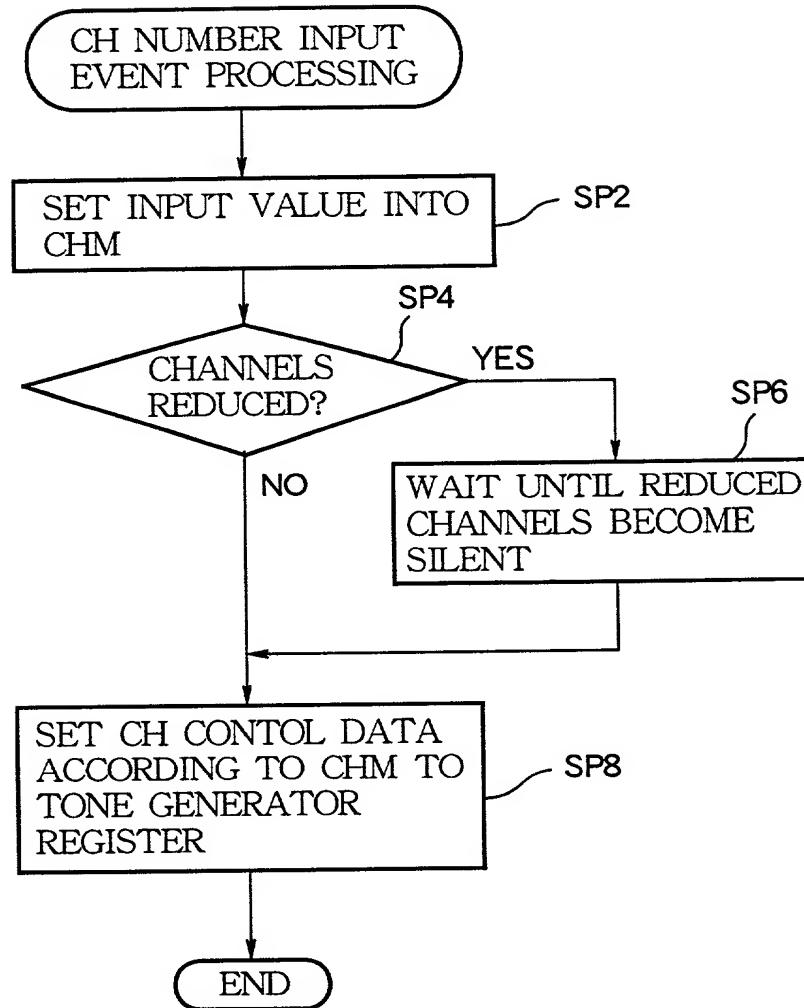 CH NUMBER INPUT
EVENT PROCESSING
SET INPUT VALUE INTO
CHM
SP2
SP4
CHANNELS
REDUCED?
YES
NO
SP6
WAIT UNTIL REDUCED
CHANNELS BECOME
SILENT
SET CH CONTOL DATA
ACCORDING TO CHM TO
TONE GENERATOR
REGISTER
SP8
END